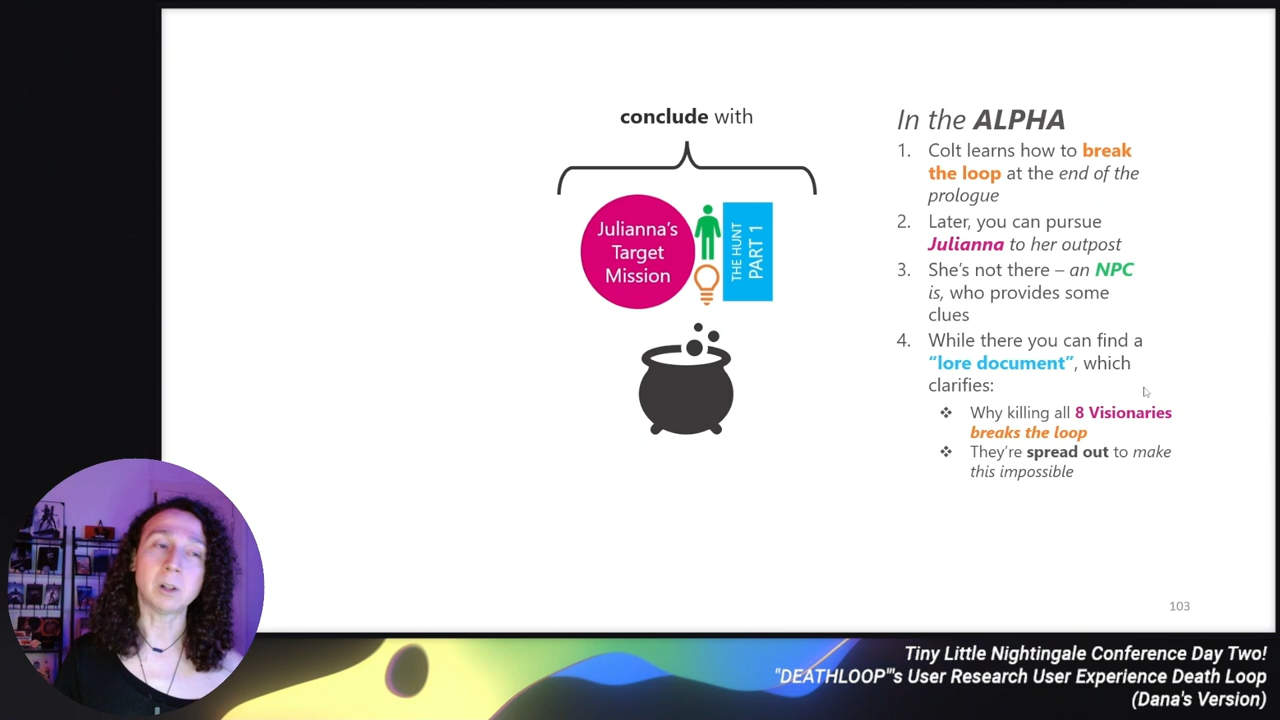 conclude with
Julianna's
Target
Mission
THE HUNT
PART 1
In the ALPHA
1. Colt learns how to break
the loop at the end of the
prologue
2. Later, you can pursue
Julianna to her outpost
3. She's not there – an NPC
is, who provides some
clues
4. While there you can find a
“lore document”, which
clarifies:
❖ Why killing all 8 Visionaries
breaks the loop
❖ They're spread out to make
this impossible
103
Tiny Little Nightingale Conference Day Two!
"DEATHLOOP"'s User Research User Experience Death Loop
(Dana's Version)